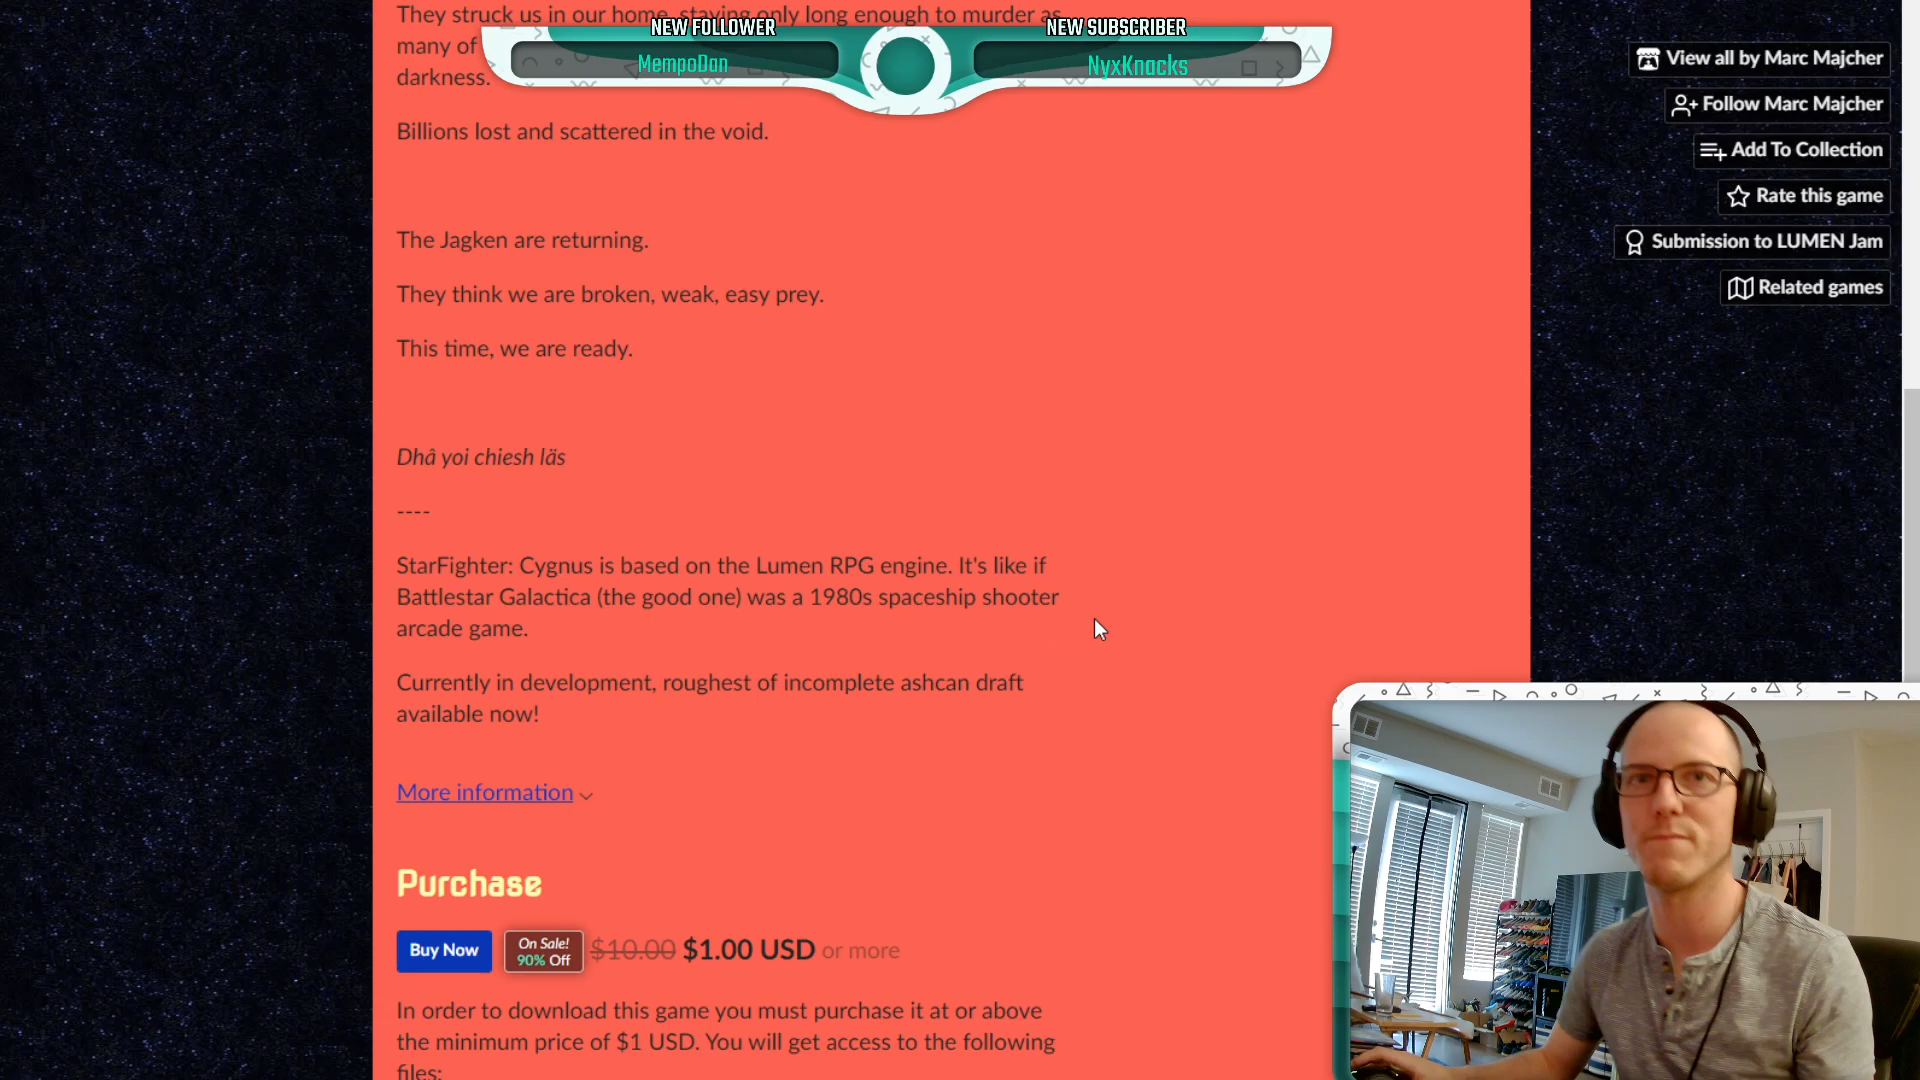 They struck us in our home, staying only long enough to murder as
many of
darkness.
NEW FOLLOWER
MempoDan
NEW SUBSCRIBER
NyxKnacks
Billions lost and scattered in the void.
The Jagken are returning.
They think we are broken, weak, easy prey.
This time, we are ready.
Dhâ yoi chiesh läs
----
StarFighter: Cygnus is based on the Lumen RPG engine. It's like if
Battlestar Galactica (the good one) was a 1980s spaceship shooter
arcade game.
Currently in development, roughest of incomplete ashcan draft
available now!
More information
Purchase
Buy Now
On Sale!
90% Off
$10.00 $1.00 USD or more
In order to download this game you must purchase it at or above
the minimum price of $1 USD. You will get access to the following
files:
View all by Marc Majcher
Follow Marc Majcher
Add To Collection
Rate this game
Submission to LUMEN Jam
Related games